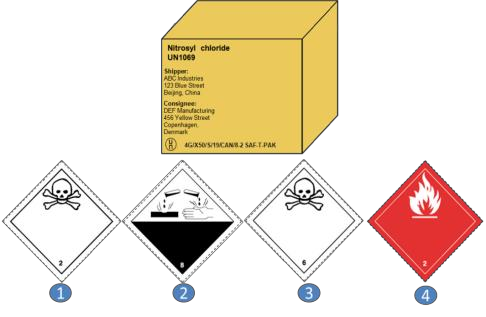 Nitrosyl chloride
UN1069
Shipper:
ABC Industries
123 Blue Street
Beijing, China
Consignee:
DEF Manufacturing
456 Yellow Street
Copenhagen,
Denmark
u
n
4G/X50/S/19/CAN/8-2 SAF-T-PAK
2
8
6
2
1
2
3
4